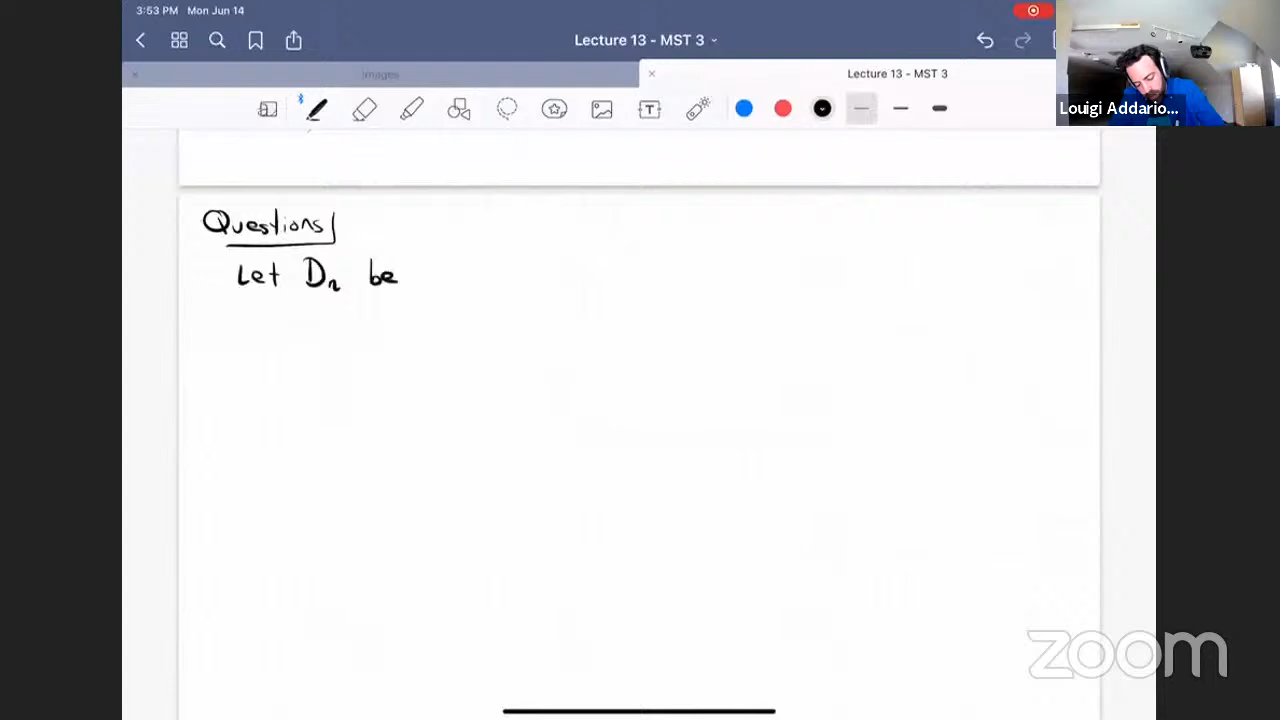 3:53 PM Mon Jun 14
Lecture 13 - MST 3
Images
Lecture 13 - MST 3
Louigi Addario...
Questions
Let Dn be
zoom